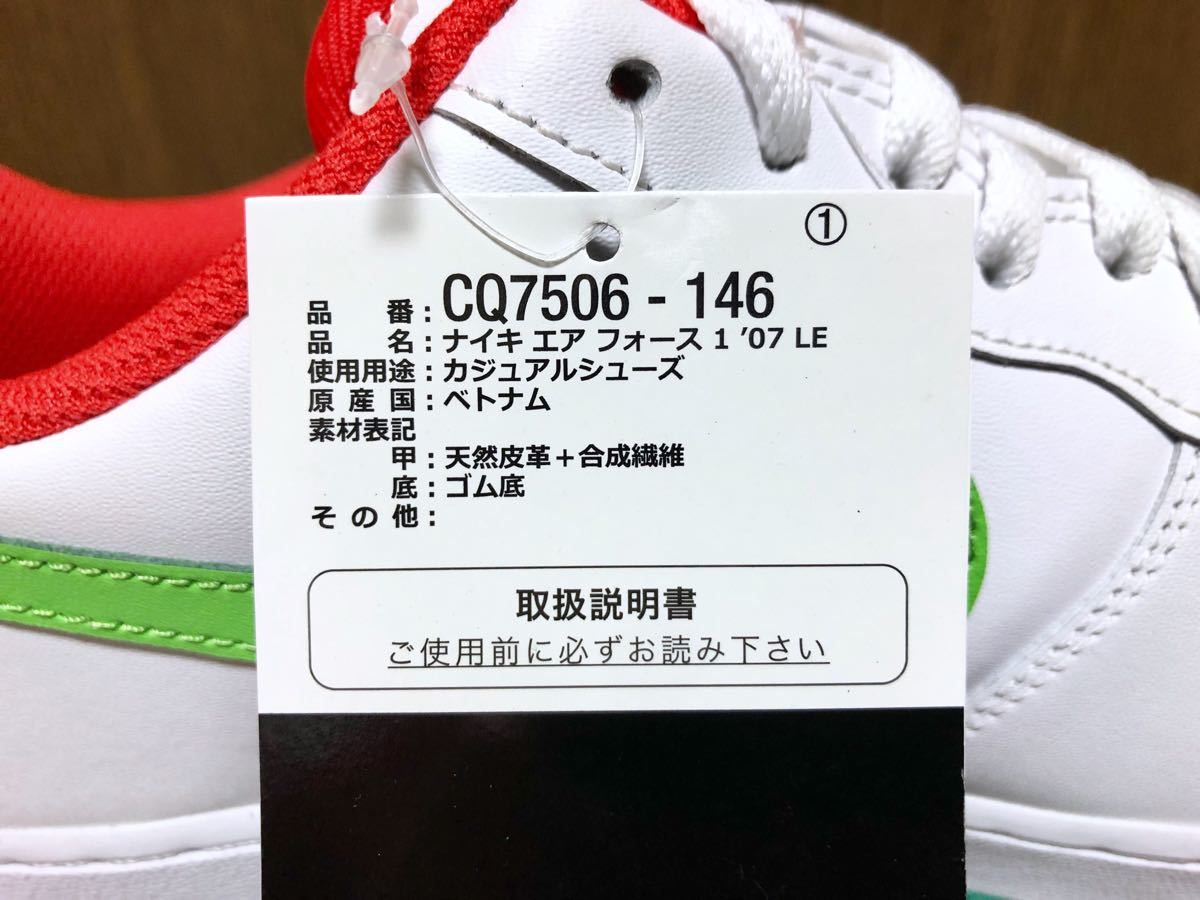 ①
品番：CQ7506 - 146
品名：ナイキ エア フォース 1 ’07 LE
使用用途：カジュアルシューズ
原産国：ベトナム
素材表記
甲：天然皮革＋合成繊維
底：ゴム底
その他：
取扱説明書
ご使用前に必ずお読み下さい